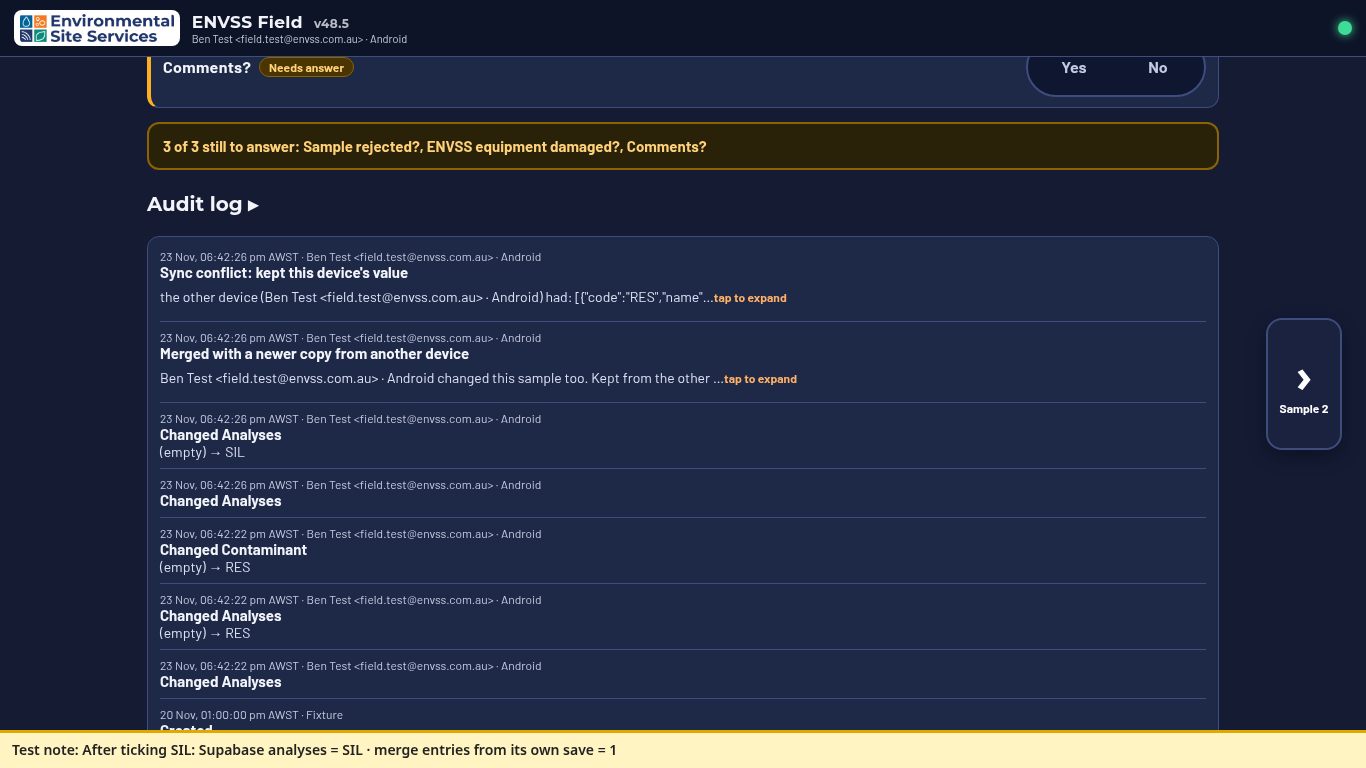 Environmental
Site Services
ENVSS Field v48.5
Ben Test <field.test@envss.com.au> · Android
Comments? Needs answer
Yes No
3 of 3 still to answer: Sample rejected?, ENVSS equipment damaged?, Comments?
Audit log ▸
23 Nov, 06:42:26 pm AWST · Ben Test <field.test@envss.com.au> · Android
Sync conflict: kept this device's value
the other device (Ben Test <field.test@envss.com.au> · Android) had: [{"code":"RES","name"…tap to expand
23 Nov, 06:42:26 pm AWST · Ben Test <field.test@envss.com.au> · Android
Merged with a newer copy from another device
Ben Test <field.test@envss.com.au> · Android changed this sample too. Kept from the other …tap to expand
23 Nov, 06:42:26 pm AWST · Ben Test <field.test@envss.com.au> · Android
Changed Analyses
(empty) → SIL
23 Nov, 06:42:26 pm AWST · Ben Test <field.test@envss.com.au> · Android
Changed Analyses
23 Nov, 06:42:22 pm AWST · Ben Test <field.test@envss.com.au> · Android
Changed Contaminant
(empty) → RES
23 Nov, 06:42:22 pm AWST · Ben Test <field.test@envss.com.au> · Android
Changed Analyses
(empty) → RES
23 Nov, 06:42:22 pm AWST · Ben Test <field.test@envss.com.au> · Android
Changed Analyses
20 Nov, 01:00:00 pm AWST · Fixture
Created
› 
Sample 2
Test note: After ticking SIL: Supabase analyses = SIL · merge entries from its own save = 1